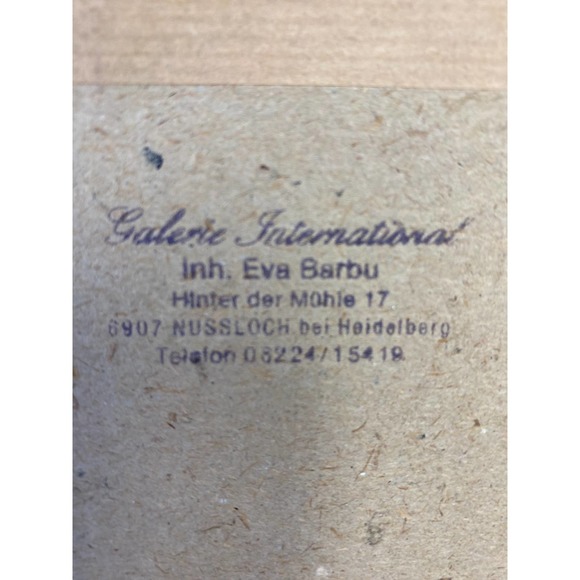 Galerie International
Inh. Eva Barbu
Hinter der Mühle 17
6907 NUSSLOCH bei Heidelberg
Telefon 06224/15419